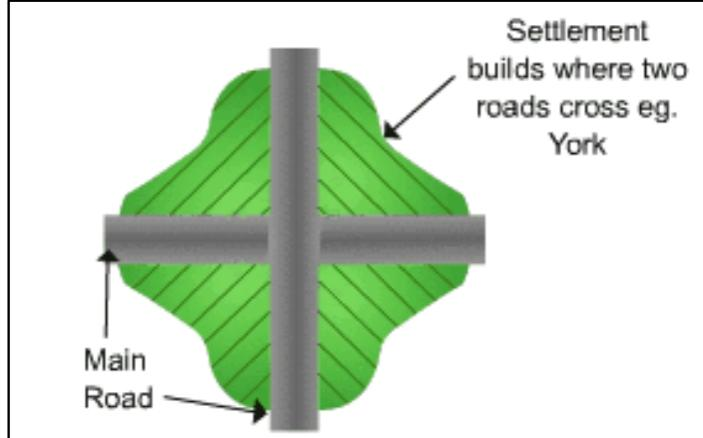 Settlement
builds where two
roads cross eg.
York
Main
Road